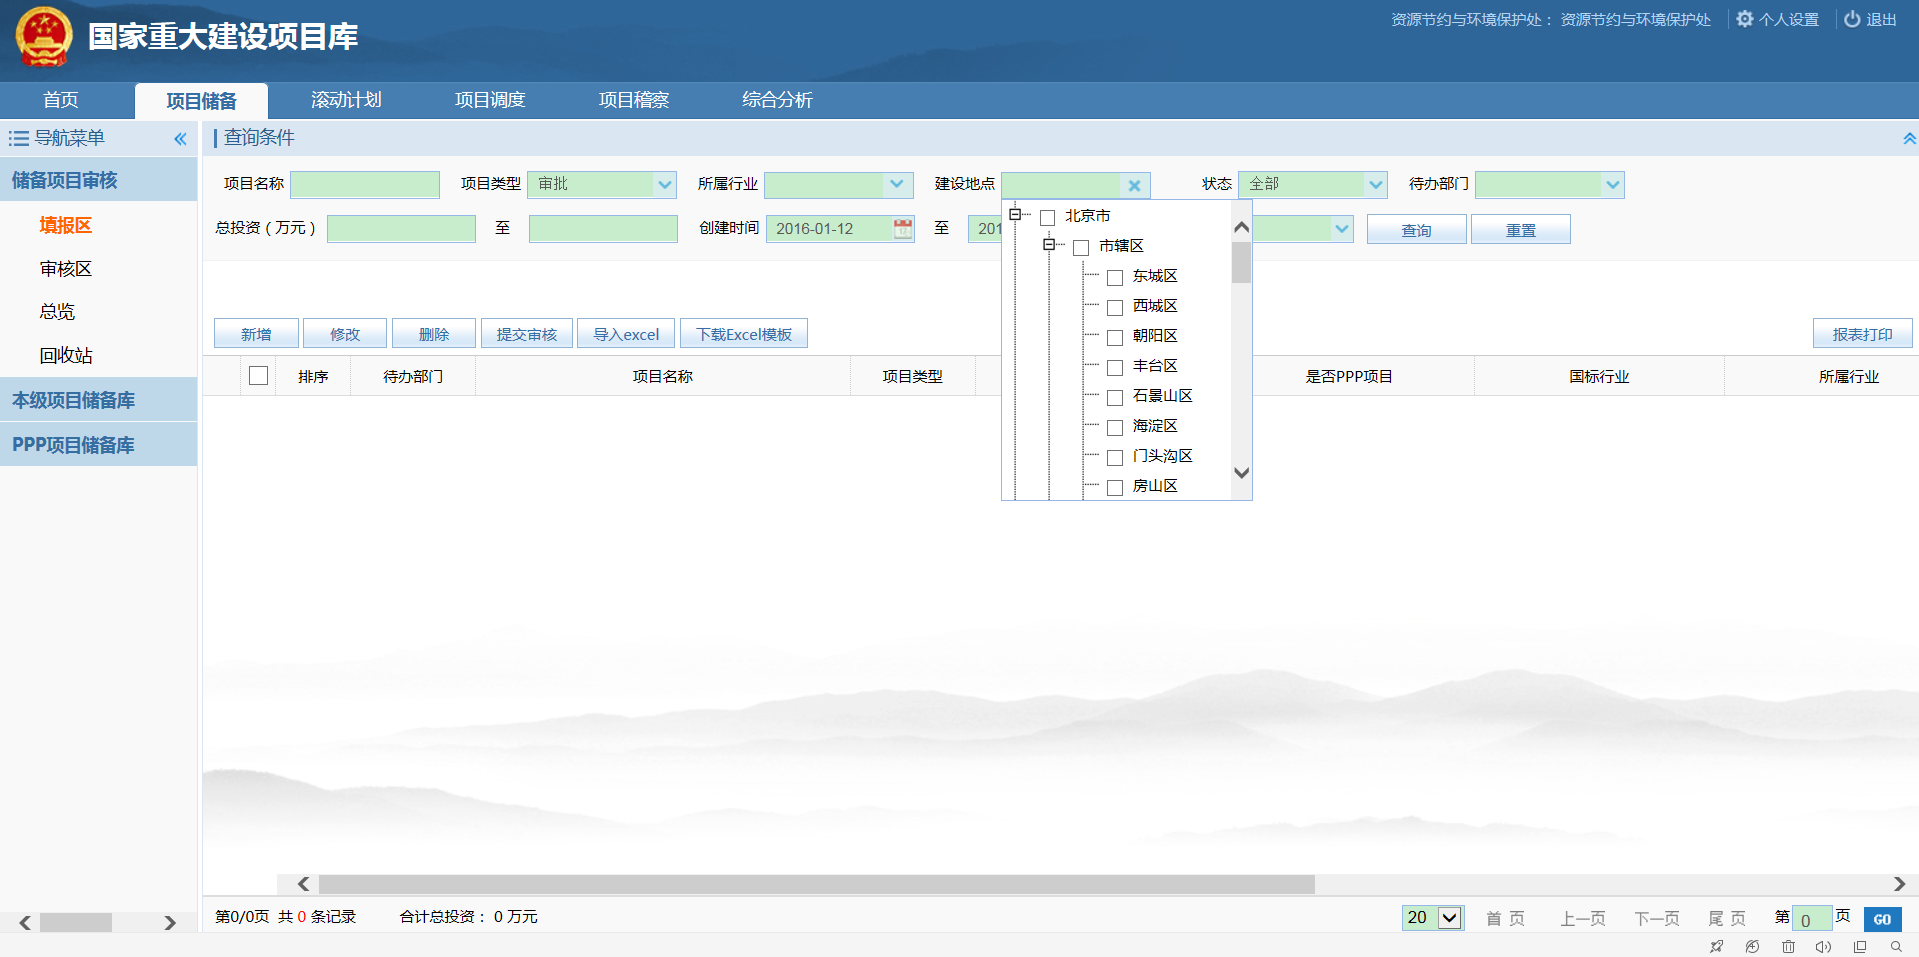 国家重大建设项目库
资源节约与环境保护处： 资源节约与环境保护处 个人设置 退出
首页 项目储备 滚动计划 项目调度 项目稽察 综合分析
导航菜单
储备项目审核
填报区
审核区
总览
回收站
本级项目储备库
PPP项目储备库
查询条件
项目名称 项目类型 审批 所属行业 建设地点 状态 全部 待办部门
总投资（万元） 至 创建时间 2016-01-12 至 201 查询 重置
北京市
市辖区
东城区
西城区
朝阳区
丰台区
石景山区
海淀区
门头沟区
房山区
新增 修改 删除 提交审核 导入excel 下载Excel模板 报表打印
排序 待办部门 项目名称 项目类型 是否PPP项目 国标行业 所属行业
第0/0页 共 0 条记录 合计总投资： 0 万元 20 首 页 上一页 下一页 尾 页 第 0 页 GO